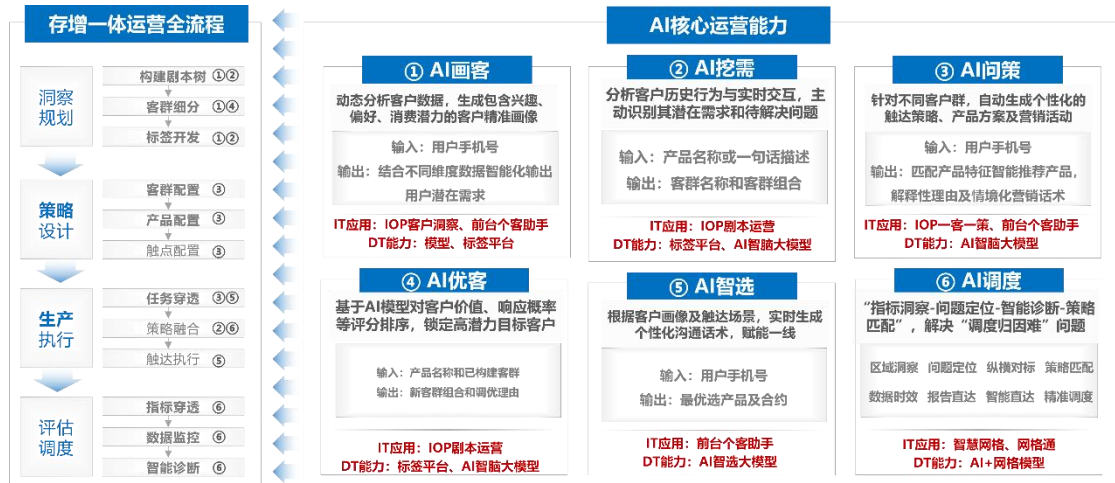 存增一体运营全流程
洞察
规划
构建剧本树 ①②
客群细分 ①④
标签开发 ①②
策略
设计
客群配置 ③
产品配置 ③
触点配置 ③
生产
执行
任务穿透 ③⑤
策略融合 ②⑥
触达执行 ⑤
评估
调度
指标穿透 ⑥
数据监控 ⑥
智能诊断 ⑥
AI核心运营能力
① AI画客
动态分析客户数据，生成包含兴趣、
偏好、消费潜力的客户精准画像
输入：用户手机号
输出：结合不同维度数据智能化输出
用户潜在需求
IT应用：IOP客户洞察、前台个客助手
DT能力：模型、标签平台
② AI挖需
分析客户历史行为与实时交互，主
动识别其潜在需求和待解决问题
输入：产品名称或一句话描述
输出：客群名称和客群组合
IT应用：IOP剧本运营
DT能力：标签平台、AI智脑大模型
③ AI问策
针对不同客户群，自动生成个性化的
触达策略、产品方案及营销活动
输入：用户手机号
输出：匹配产品特征智能推荐产品，
解释性理由及情境化营销话术
IT应用：IOP一客一策、前台个客助手
DT能力：AI智脑大模型
④ AI优客
基于AI模型对客户价值、响应概率
等评分排序，锁定高潜力目标客户
输入：产品名称和已构建客群
输出：新客群组合和调优理由
IT应用：IOP剧本运营
DT能力：标签平台、AI智脑大模型
⑤ AI智选
根据客户画像及触达场景，实时生成
个性化沟通话术，赋能一线
输入：用户手机号
输出：最优选产品及合约
IT应用：前台个客助手
DT能力：AI智选大模型
⑥ AI调度
“指标洞察-问题定位-智能诊断-策略
匹配”，解决“调度归因难”问题
区域洞察 问题定位 纵横对标 策略匹配
数据时效 报告直达 智能直达 精准调度
IT应用：智慧网格、网格通
DT能力：AI+网格模型